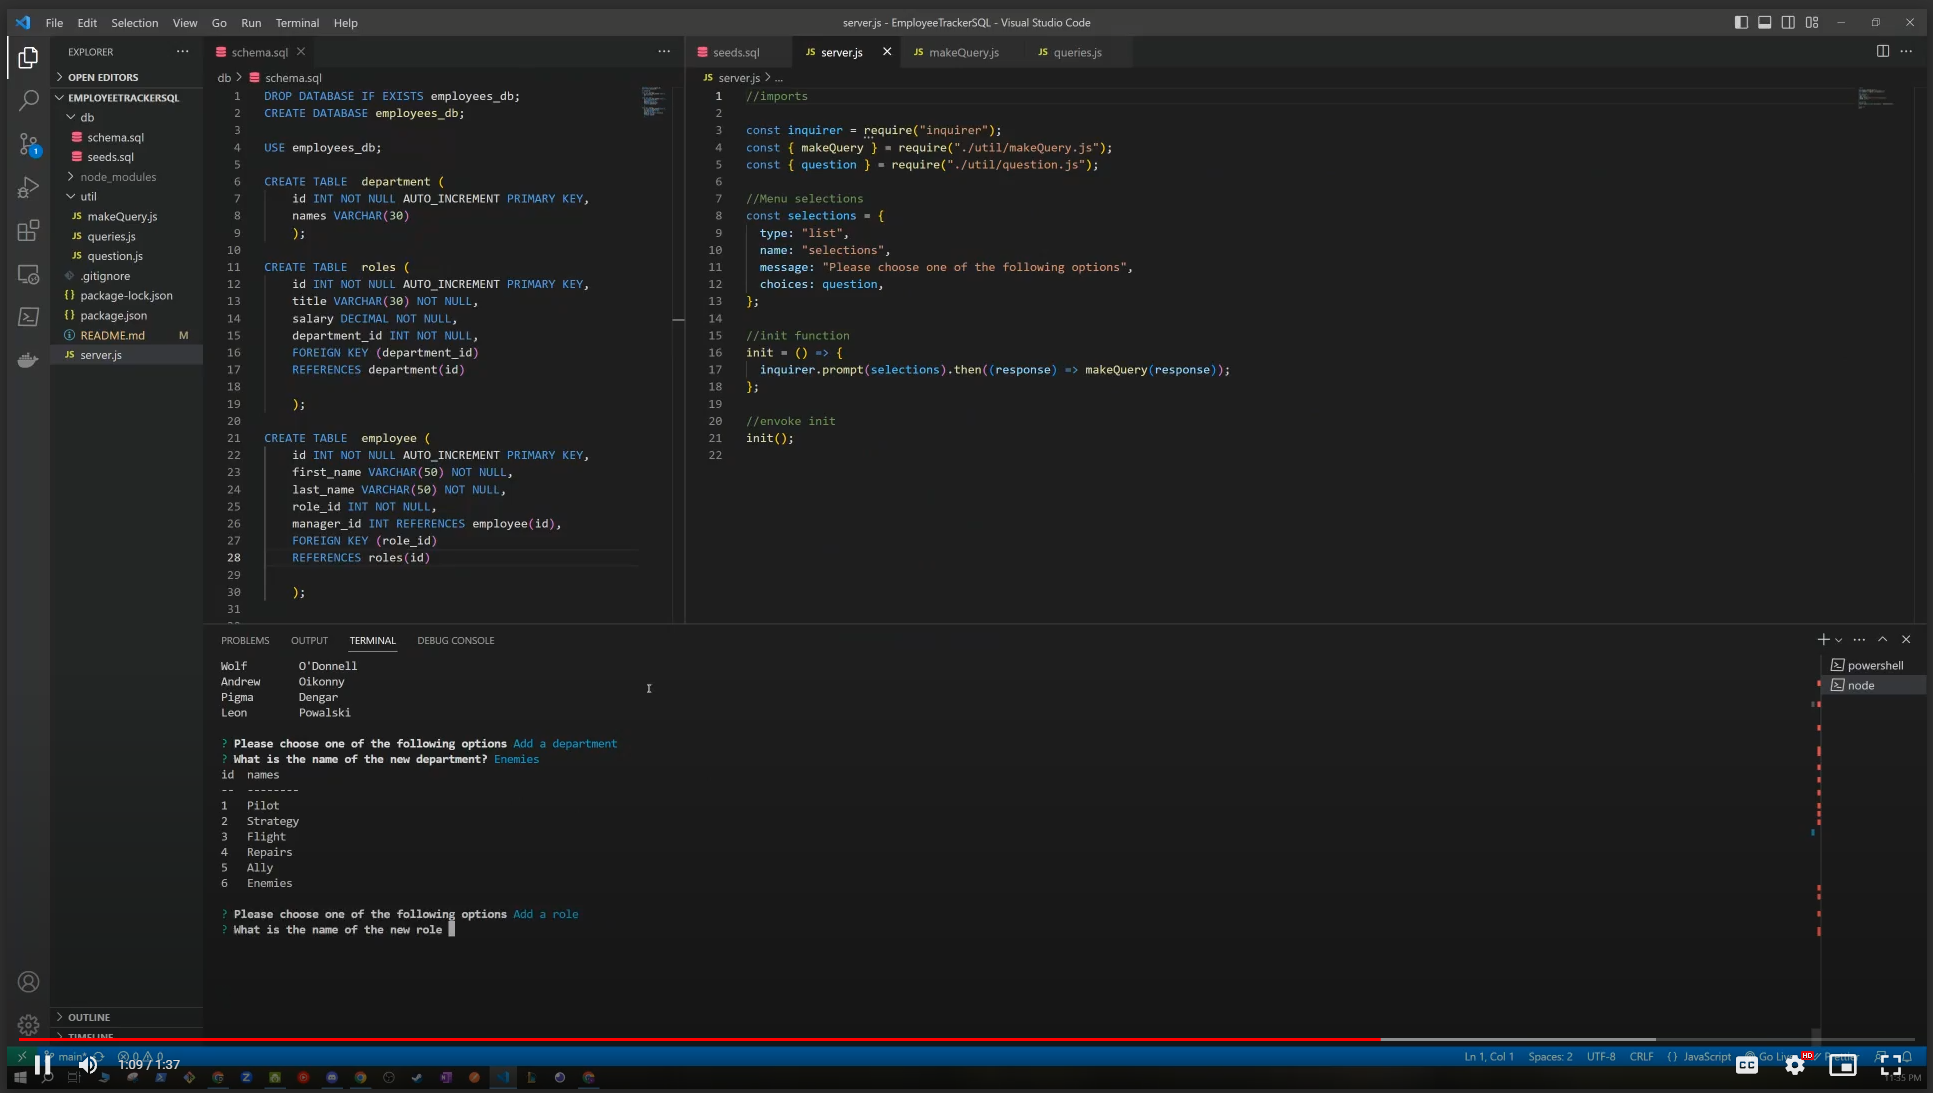 File Edit Selection View Go Run Terminal Help
server.js - EmployeeTrackerSQL - Visual Studio Code
EXPLORER
OPEN EDITORS
EMPLOYEETRACKERSQL
db
schema.sql
seeds.sql
node_modules
util
makeQuery.js
queries.js
question.js
.gitignore
package-lock.json
package.json
README.md M
server.js
OUTLINE
TIMELINE
schema.sql
db > schema.sql
1 DROP DATABASE IF EXISTS employees_db;
2 CREATE DATABASE employees_db;
3
4 USE employees_db;
5
6 CREATE TABLE department (
7 id INT NOT NULL AUTO_INCREMENT PRIMARY KEY,
8 names VARCHAR(30)
9 );
10
11 CREATE TABLE roles (
12 id INT NOT NULL AUTO_INCREMENT PRIMARY KEY,
13 title VARCHAR(30) NOT NULL,
14 salary DECIMAL NOT NULL,
15 department_id INT NOT NULL,
16 FOREIGN KEY (department_id)
17 REFERENCES department(id)
18
19 );
20
21 CREATE TABLE employee (
22 id INT NOT NULL AUTO_INCREMENT PRIMARY KEY,
23 first_name VARCHAR(50) NOT NULL,
24 last_name VARCHAR(50) NOT NULL,
25 role_id INT NOT NULL,
26 manager_id INT REFERENCES employee(id),
27 FOREIGN KEY (role_id)
28 REFERENCES roles(id)
29
30 );
31
seeds.sql server.js makeQuery.js queries.js
server.js > ...
1 //imports
2
3 const inquirer = require("inquirer");
4 const { makeQuery } = require("./util/makeQuery.js");
5 const { question } = require("./util/question.js");
6
7 //Menu selections
8 const selections = {
9 type: "list",
10 name: "selections",
11 message: "Please choose one of the following options",
12 choices: question,
13 };
14
15 //init function
16 init = () => {
17 inquirer.prompt(selections).then((response) => makeQuery(response));
18 };
19
20 //envoke init
21 init();
22
PROBLEMS OUTPUT TERMINAL DEBUG CONSOLE
powershell
node
Wolf O'Donnell
Andrew Oikonny
Pigma Dengar
Leon Powalski
? Please choose one of the following options Add a department
? What is the name of the new department? Enemies
id names
-- --------
1 Pilot
2 Strategy
3 Flight
4 Repairs
5 Ally
6 Enemies
? Please choose one of the following options Add a role
? What is the name of the new role
main* 0 0
1:09 / 1:37
Ln 1, Col 1 Spaces: 2 UTF-8 CRLF {} JavaScript Go Live Prettier
CC HD
11:35 PM